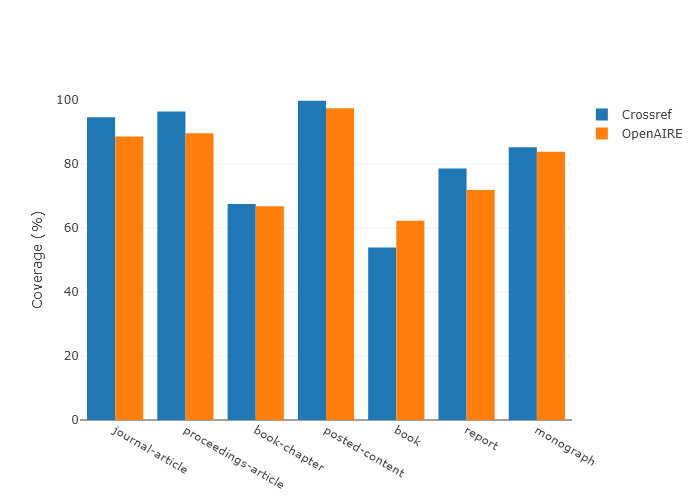 100
80
60
40
20
0
Coverage (%)
journal-article
proceedings-article
book-chapter
posted-content
book
report
monograph
Crossref
OpenAIRE